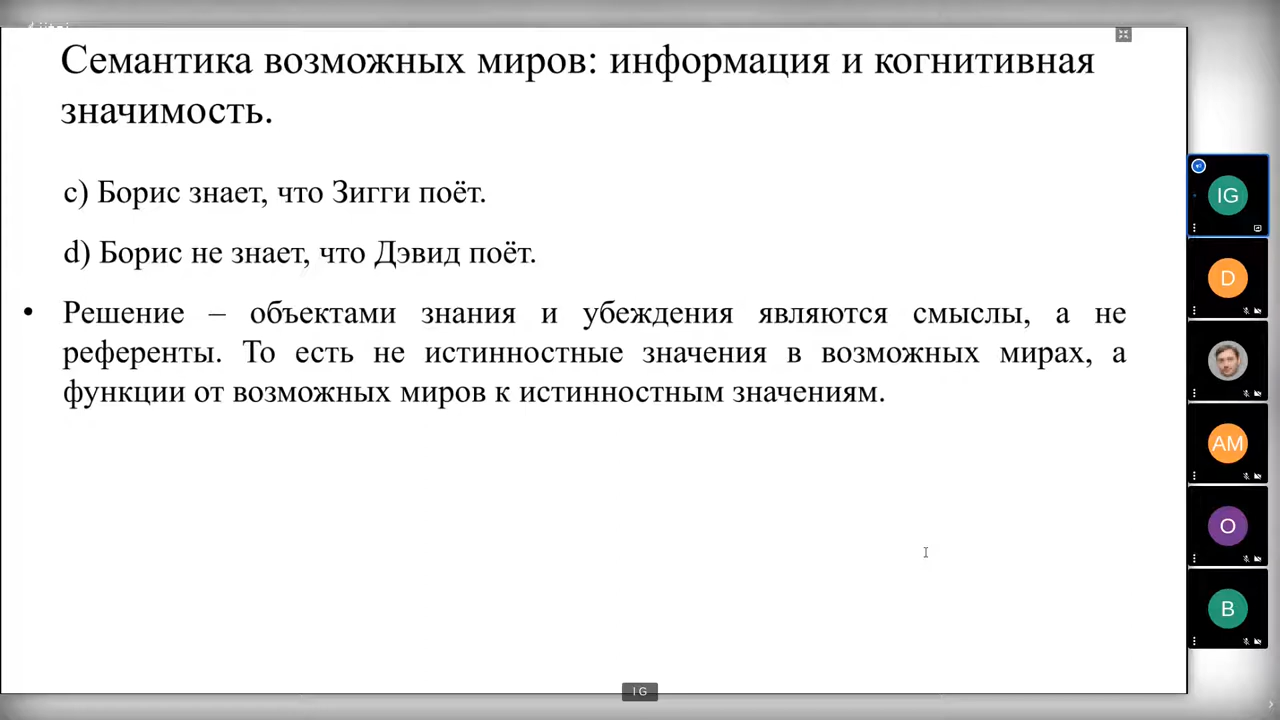 Семантика возможных миров: информация и когнитивная
значимость.
c) Борис знает, что Зигги поёт.
d) Борис не знает, что Дэвид поёт.
• Решение – объектами знания и убеждения являются смыслы, а не
референты. То есть не истинностные значения в возможных мирах, а
функции от возможных миров к истинностным значениям.
IG
D
AM
O
B
IG